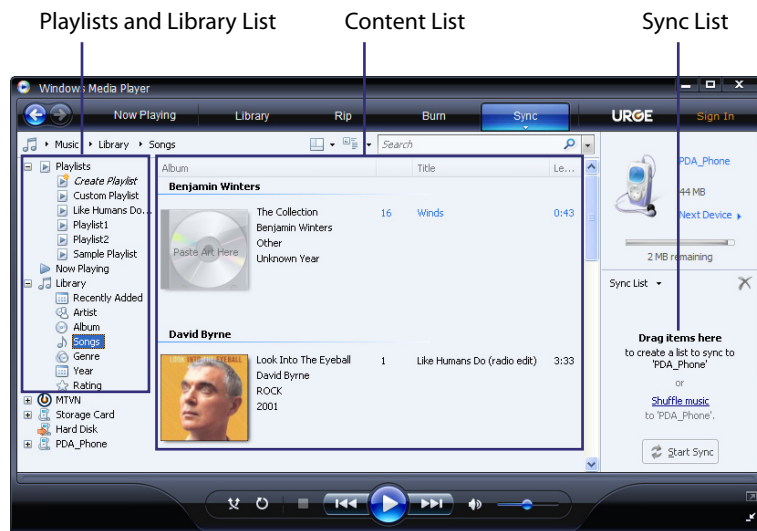 Playlists and Library List Content List Sync List
Windows Media Player
Now Playing Library Rip Burn Sync URGE Sign In
Music Library Songs Search
Playlists
Create Playlist
Custom Playlist
Like Humans Do...
Playlist1
Playlist2
Sample Playlist
Now Playing
Library
Recently Added
Artist
Album
Songs
Genre
Year
Rating
MTVN
Storage Card
Hard Disk
PDA_Phone
Album Title Le...
Benjamin Winters
Paste Art Here
The Collection 16 Winds 0:43
Benjamin Winters
Other
Unknown Year
David Byrne
LOOK INTO THE EYEBALL
Look Into The Eyeball 1 Like Humans Do (radio edit) 3:33
David Byrne
ROCK
2001
PDA_Phone
44 MB
Next Device
2 MB remaining
Sync List
Drag items here
to create a list to sync to
'PDA_Phone'
or
Shuffle music
to 'PDA_Phone'.
Start Sync